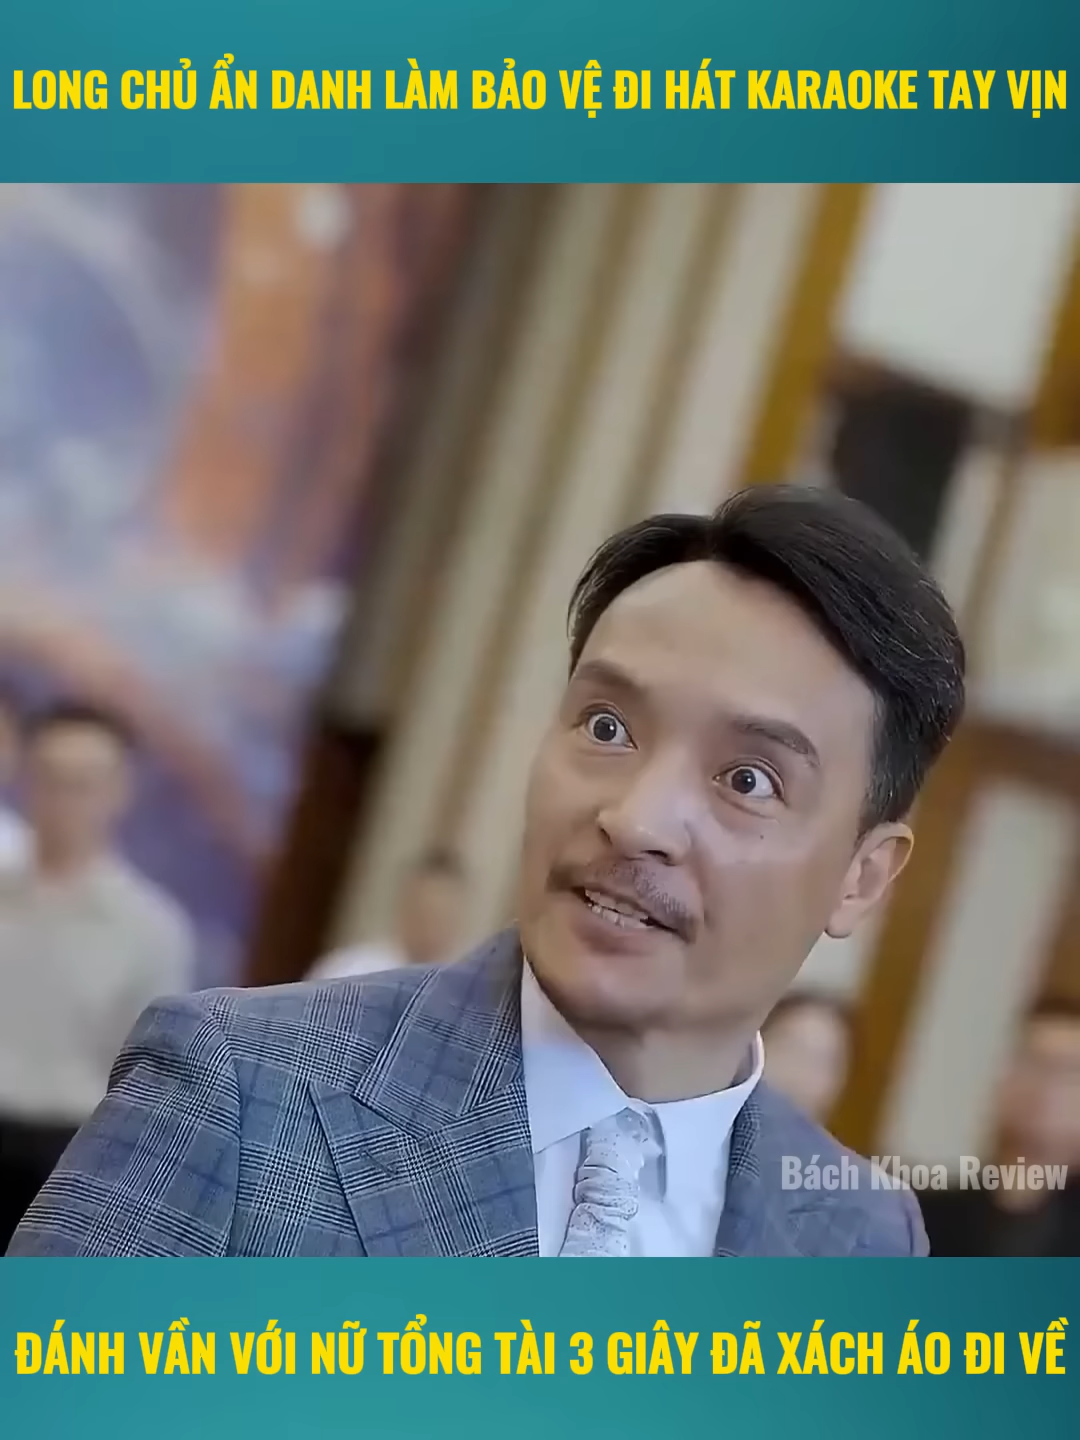 LONG CHỦ ẨN DANH LÀM BẢO VỆ ĐI HÁT KARAOKE TAY VỊN
Bách Khoa Review
ĐÁNH VẦN VỚI NỮ TỔNG TÀI 3 GIÂY ĐÃ XÁCH ÁO ĐI VỀ